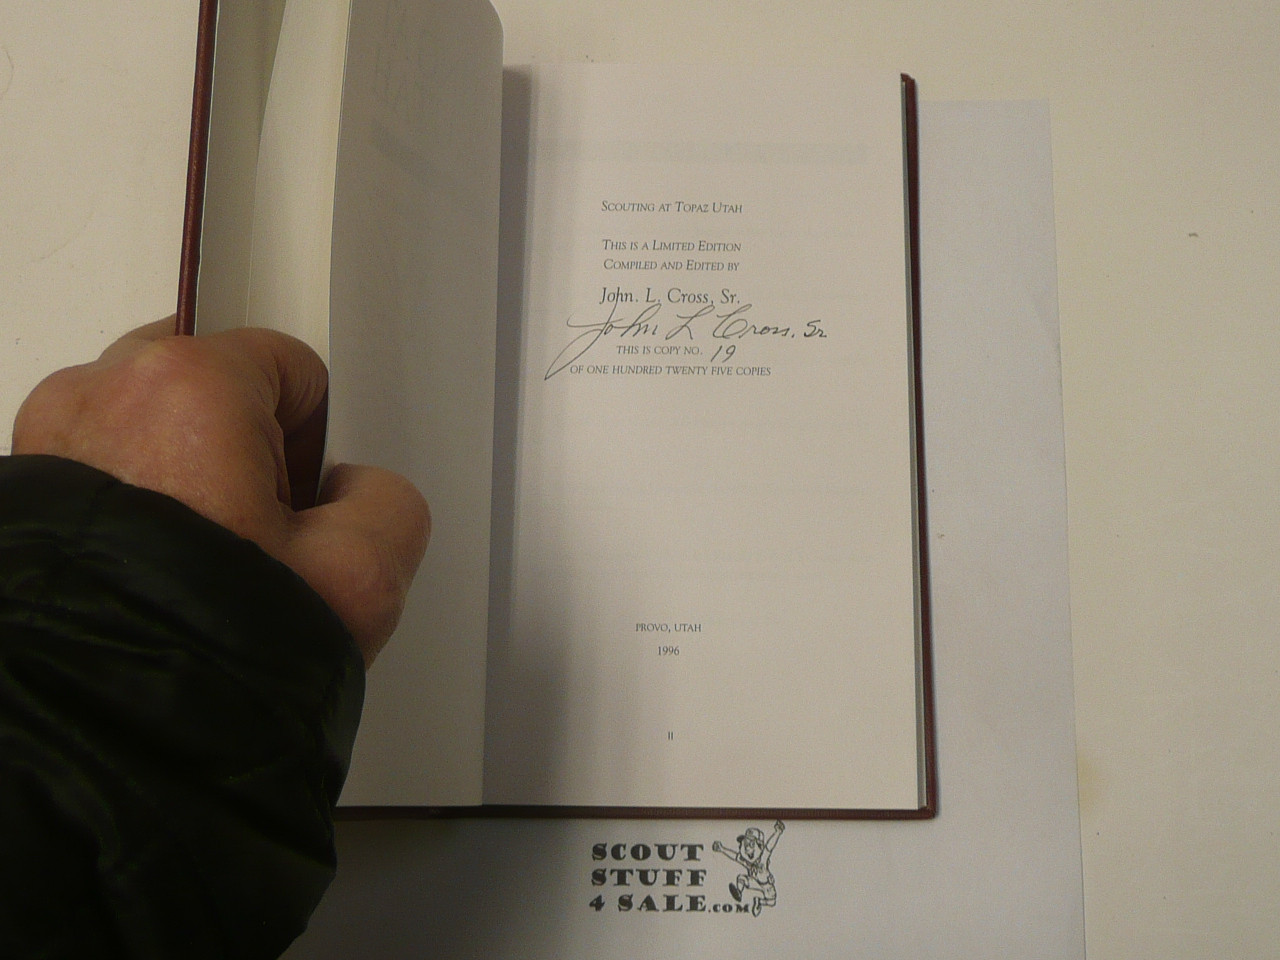 SCOUTING AT TOPAZ UTAH
THIS IS A LIMITED EDITION
COMPILED AND EDITED BY
John. L. Cross, Sr.
John L Cross, Sr
THIS IS COPY NO. 19
OF ONE HUNDRED TWENTY FIVE COPIES
PROVO, UTAH
1996
II
SCOUT
STUFF
4 SALE.COM